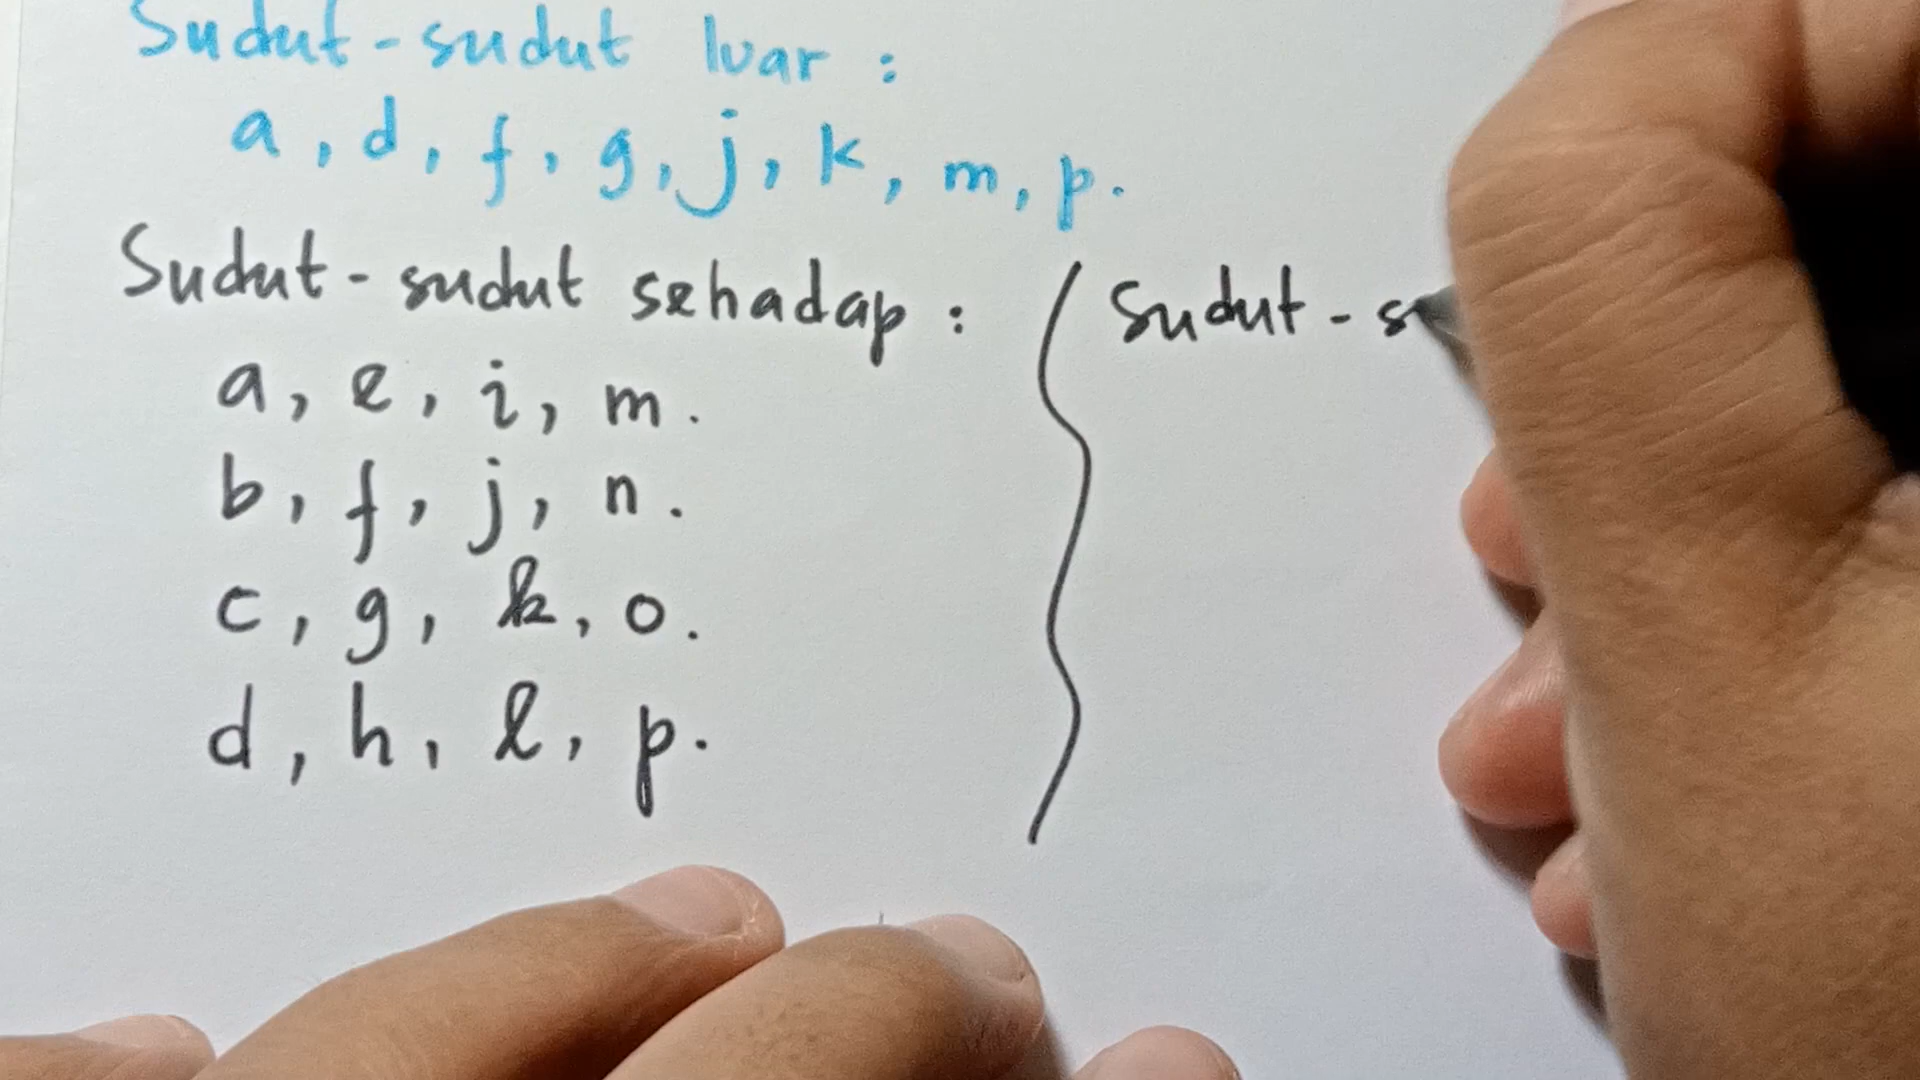 Sudut-sudut luar :
a, d, f, g, j, k, m, p.
Sudut-sudut sehadap :
a, e, i, m.
b, f, j, n.
c, g, k, o.
d, h, l, p.
Sudut-s